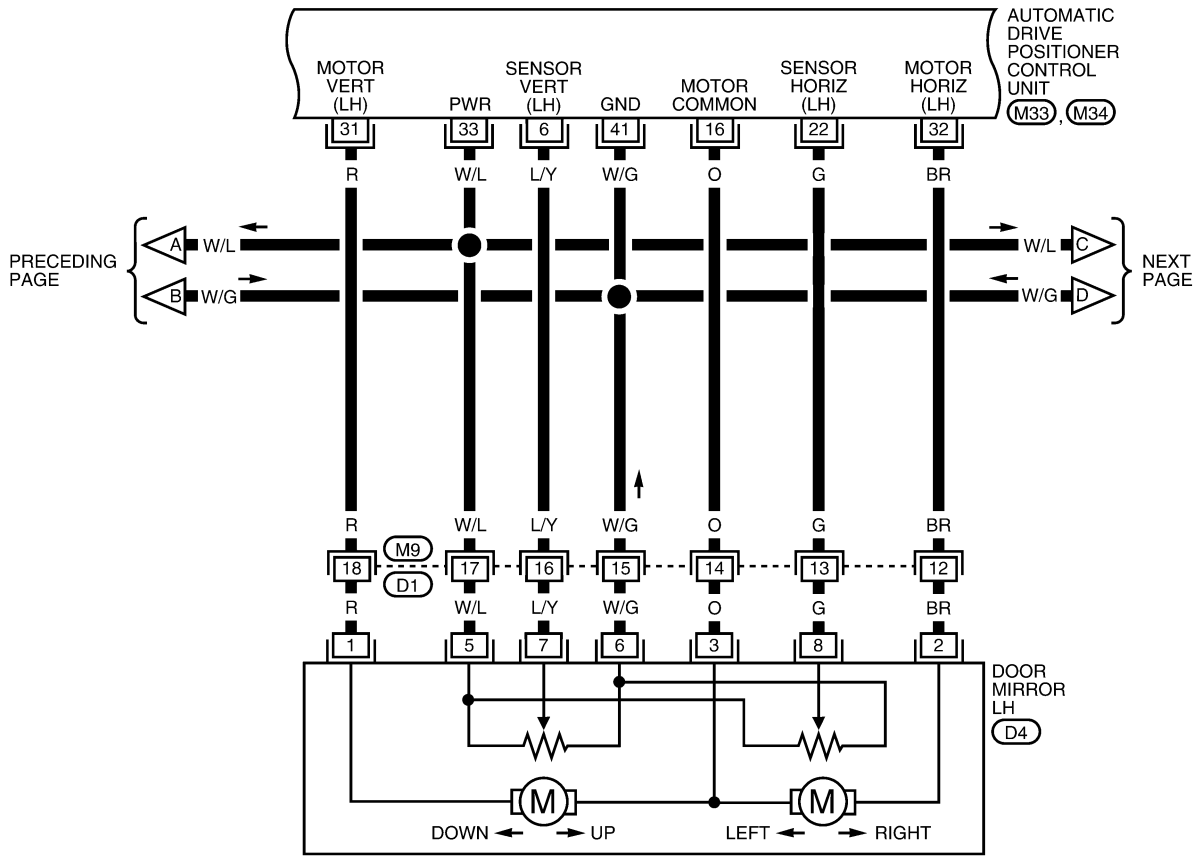 AUTOMATIC
DRIVE
POSITIONER
CONTROL
UNIT
M33 , M34
MOTOR
VERT
(LH)
PWR
SENSOR
VERT
(LH)
GND
MOTOR
COMMON
SENSOR
HORIZ
(LH)
MOTOR
HORIZ
(LH)
31 33 6 41 16 22 32
R W/L L/Y W/G O G BR
PRECEDING
PAGE
A W/L
B W/G
W/L C
W/G D
NEXT
PAGE
R W/L L/Y W/G O G BR
M9
18 17 16 15 14 13 12
D1
R W/L L/Y W/G O G BR
1 5 7 6 3 8 2
DOOR
MIRROR
LH
D4
M M
DOWN UP LEFT RIGHT